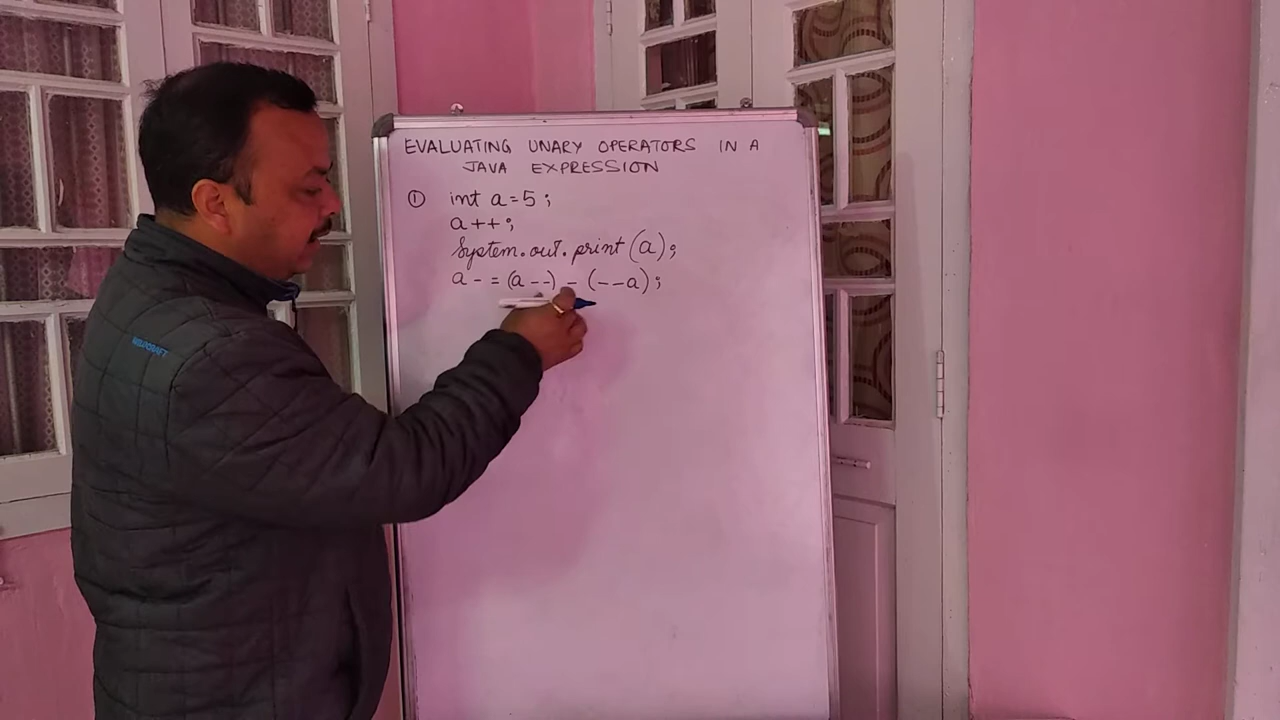 EVALUATING UNARY OPERATORS IN A
JAVA EXPRESSION
① int a = 5 ;
a + + ;
System.out.print(a);
a - = (a - -) - (- - a) ;